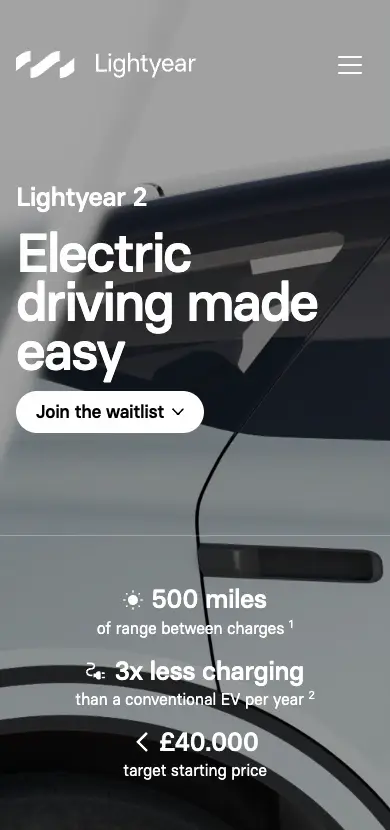 Lightyear
Lightyear 2
Electric
driving made
easy
Join the waitlist
500 miles
of range between charges ¹
3x less charging
than a conventional EV per year ²
< £40.000
target starting price